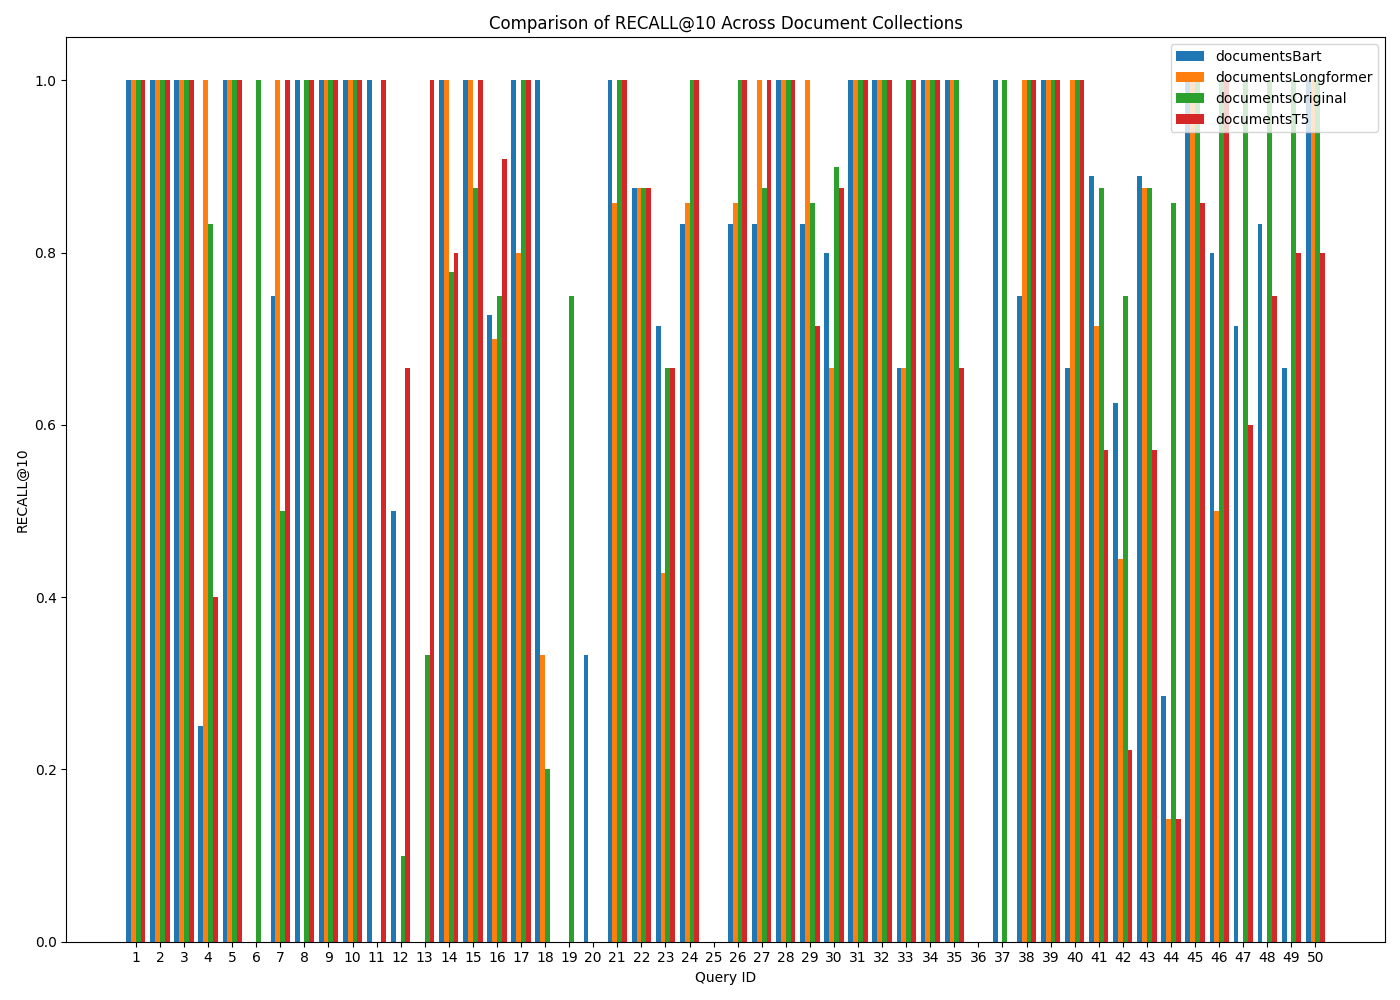 Comparison of RECALL@10 Across Document Collections
documentsBart
documentsLongformer
documentsOriginal
documentsT5
1.0
0.8
0.6
0.4
0.2
0.0
RECALL@10
1 2 3 4 5 6 7 8 9 10 11 12 13 14 15 16 17 18 19 20 21 22 23 24 25 26 27 28 29 30 31 32 33 34 35 36 37 38 39 40 41 42 43 44 45 46 47 48 49 50
Query ID